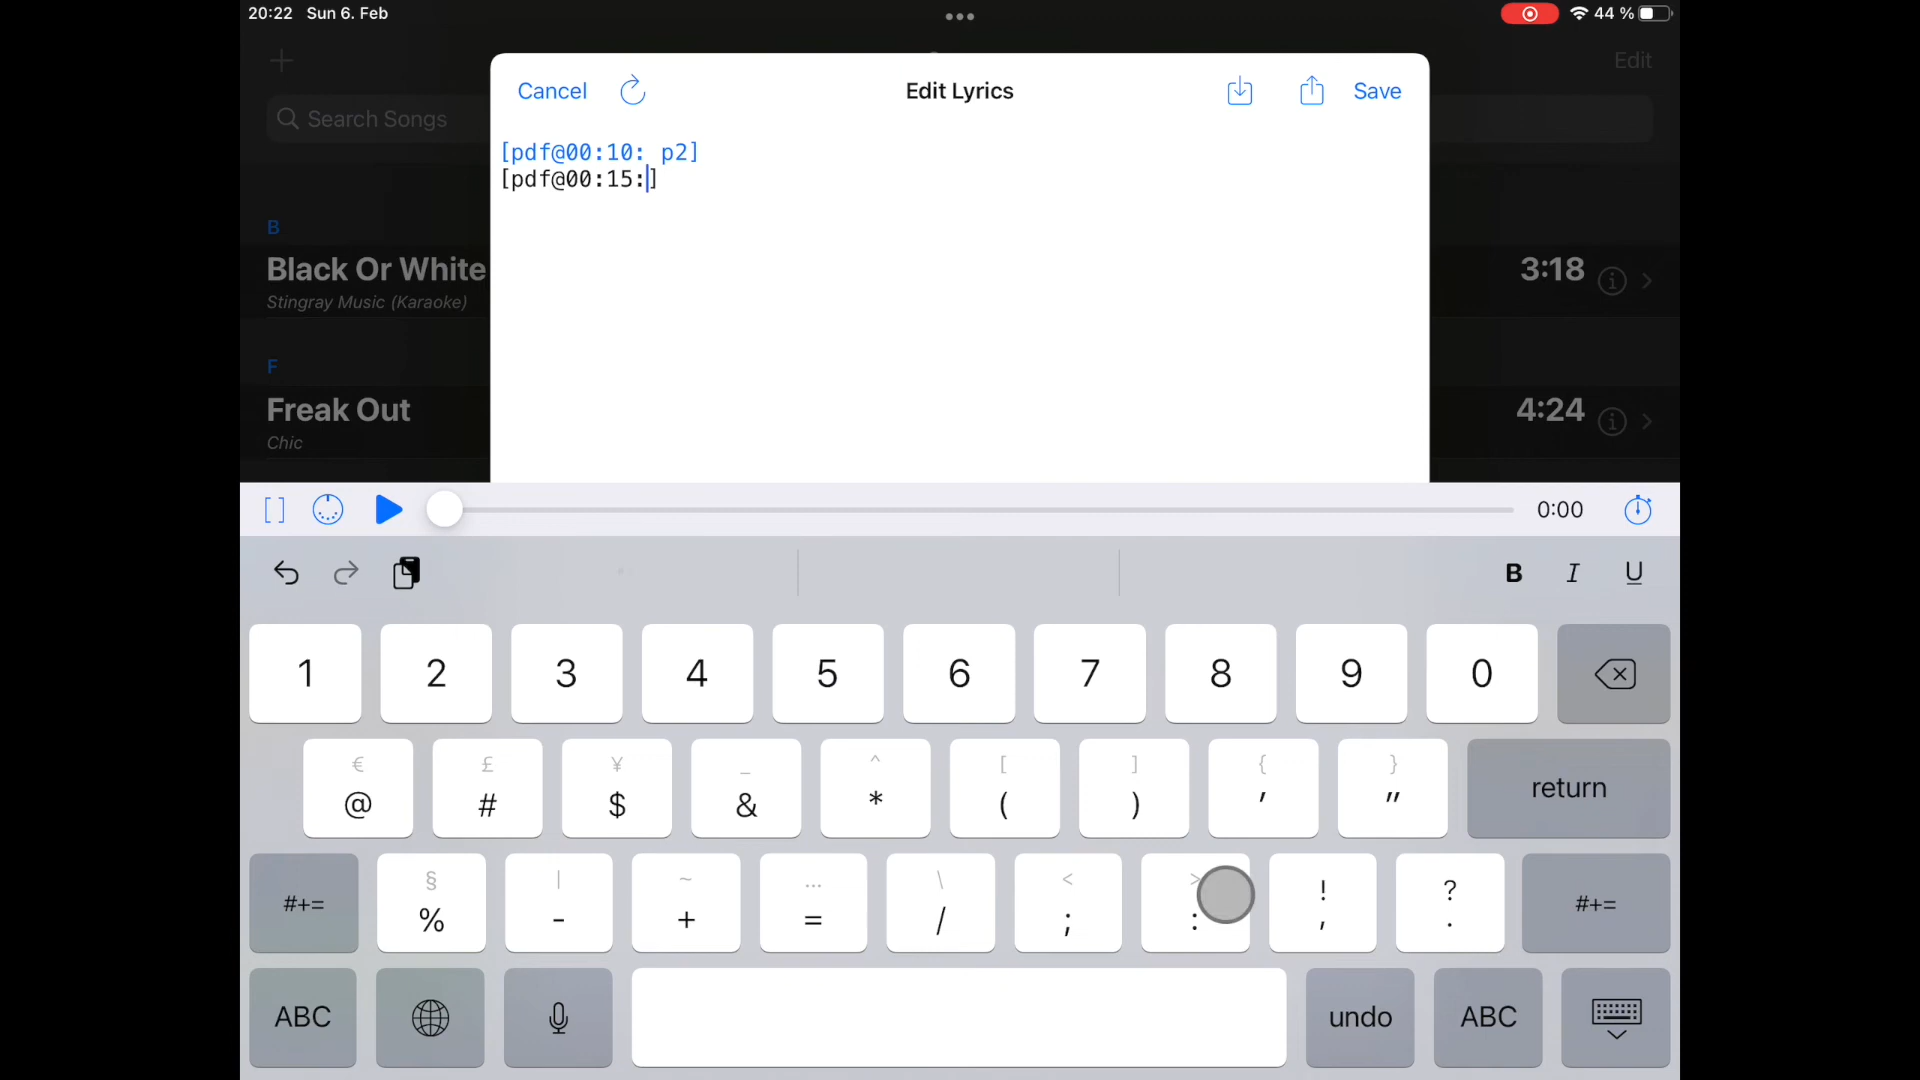 20:22 Sun 6. Feb
44 %
Edit
Search Songs
Cancel
Edit Lyrics
Save
[pdf@00:10: p2]
[pdf@00:15:]
B
Black Or White
Stingray Music (Karaoke)
3:18
F
Freak Out
Chic
4:24
[ ]
0:00
B I U
1 2 3 4 5 6 7 8 9 0
€ £ ¥ _ ^ [ ] { }
@ # $ & * ( ) ' "
return
§ | ~ … \ < > ! ?
#+= % - + = / ; : , . #+=
ABC
undo
ABC